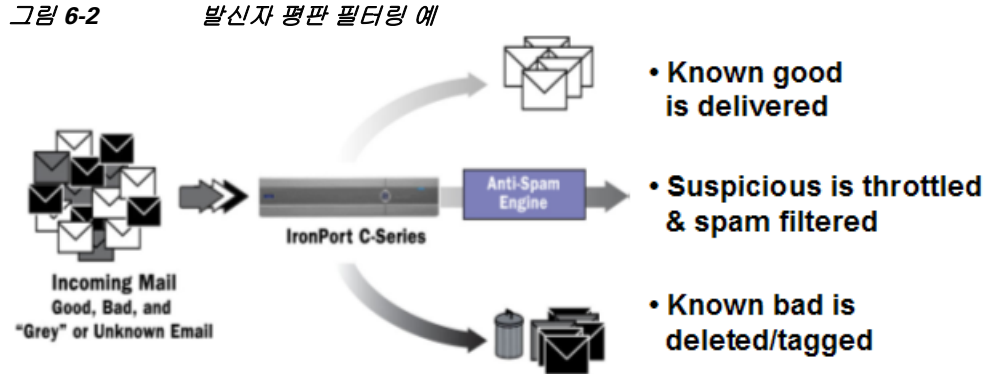 그림 6-2 발신자 평판 필터링 예
• Known good
is delivered
Anti-Spam
Engine
• Suspicious is throttled
& spam filtered
IronPort C-Series
Incoming Mail
Good, Bad, and
“Grey” or Unknown Email
• Known bad is
deleted/tagged